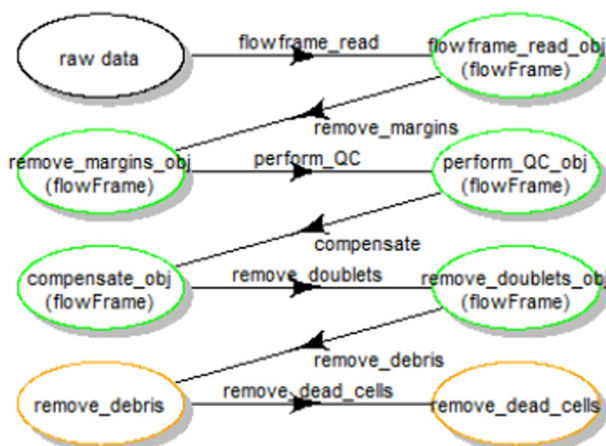 raw data
flowframe_read
flowframe_read_obj
(flowFrame)
remove_margins
remove_margins_obj
(flowFrame)
perform_QC
perform_QC_obj
(flowFrame)
compensate
compensate_obj
(flowFrame)
remove_doublets
remove_doublets_obj
(flowFrame)
remove_debris
remove_debris
remove_dead_cells
remove_dead_cells